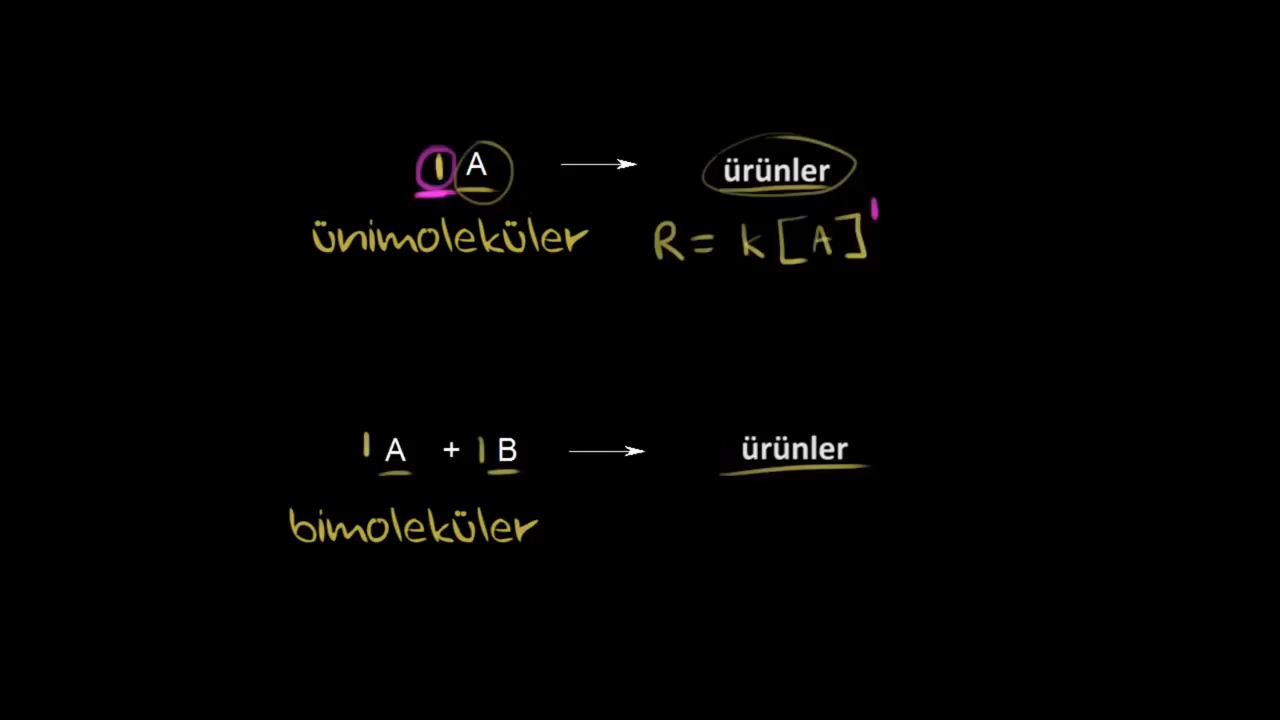 1 A → ürünler
ünimoleküler R = k [A]¹
1 A + 1 B → ürünler
bimoleküler